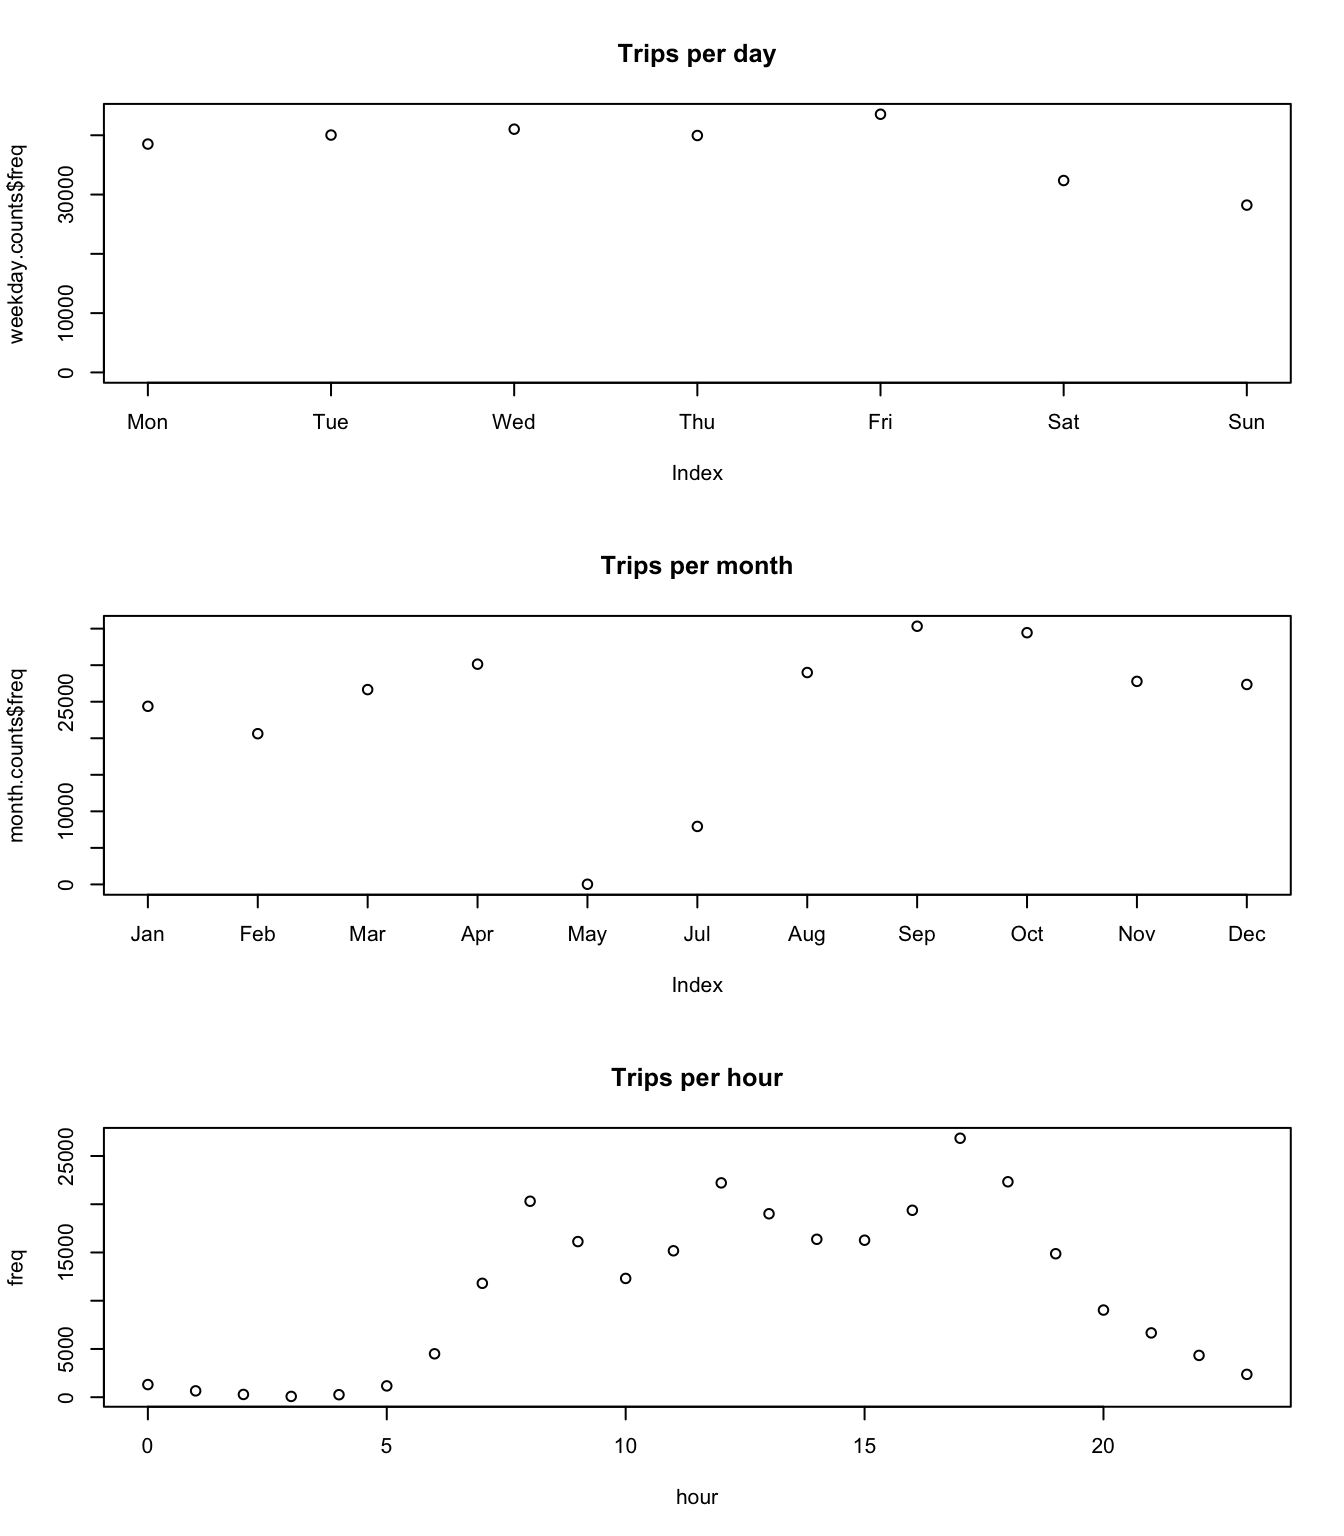 Trips per day
weekday.counts$freq
30000
10000
0
Mon Tue Wed Thu Fri Sat Sun
Index
Trips per month
month.counts$freq
25000
10000
0
Jan Feb Mar Apr May Jul Aug Sep Oct Nov Dec
Index
Trips per hour
freq
25000
15000
5000
0
0 5 10 15 20
hour